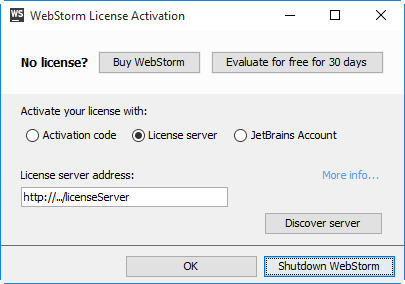 WS WebStorm License Activation
No license? Buy WebStorm Evaluate for free for 30 days
Activate your license with:
Activation code License server JetBrains Account
License server address: More info...
http://.../licenseServer
Discover server
OK Shutdown WebStorm